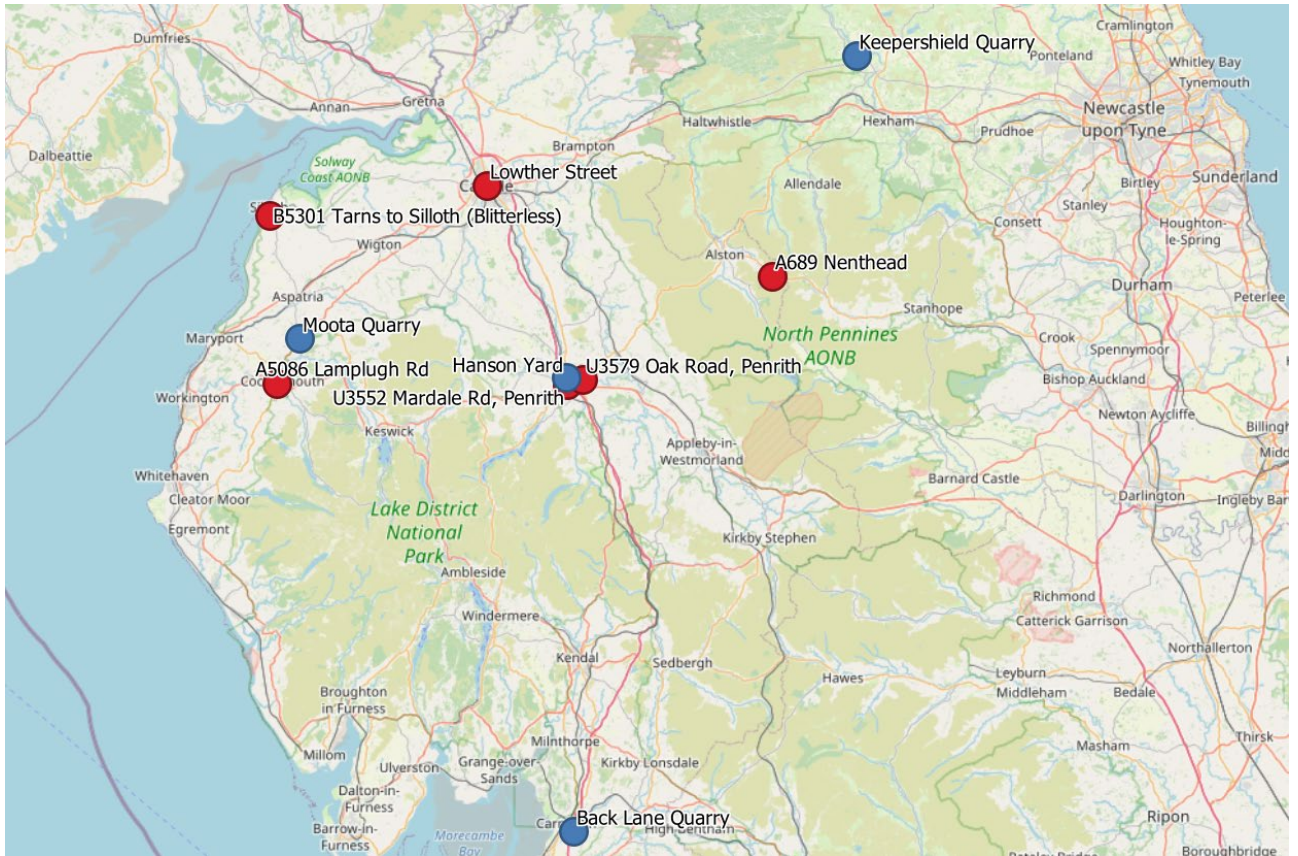 Cramlington
Dumfries
Keepershield Quarry
Ponteland
Whitley Bay
Tynemouth
Gretna
Annan
Newcastle
upon Tyne
Haltwhistle
Hexham
Prudhoe
Brampton
Dalbeattie
Solway
Coast AONB
Lowther Street
Allendale
Birtley
Sunderland
Stanley
B5301 Tarns to Silloth (Blitterless)
Consett
Houghton-
le-Spring
Wigton
Alston
A689 Nenthead
Durham
Peterlee
Aspatria
Stanhope
Moota Quarry
Maryport
North Pennines
AONB
Crook
Spennymoor
A5086 Lamplugh Rd
Hanson Yard
U3579 Oak Road, Penrith
Bishop Auckland
Workington
U3552 Mardale Rd, Penrith
Newton Aycliffe
Keswick
Appleby-in-
Westmorland
Whitehaven
Barnard Castle
Cleator Moor
Darlington
Ingleby Bar
Lake District
National
Park
Egremont
Kirby Stephen
Ambleside
Richmond
Windermere
Catterick Garrison
Northallerton
Kendal
Sedbergh
Hawes
Leyburn
Middleham
Bedale
Broughton
in Furness
Thirsk
Milnthorpe
Masham
Millom
Ulverston
Grange-over-
Sands
Kirkby Lonsdale
Dalton-in-
Furness
Back Lane Quarry
Ripon
Barrow-in-
Furness
Morecambe
Bay
High Bentham
Boroughbridge